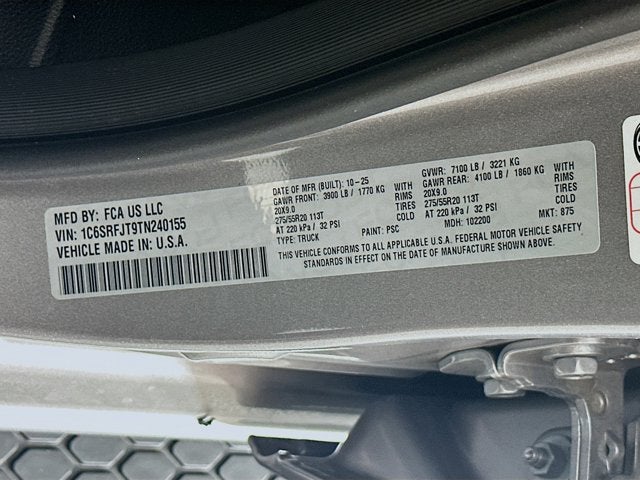 MFD BY: FCA US LLC
VIN: 1C6SRFJT9TN240155
VEHICLE MADE IN: U.S.A.
DATE OF MFR (BUILT): 10-25
GAWR FRONT: 3900 LB / 1770 KG WITH
20X9.0 RIMS
275/55R20 113T TIRES
AT 220 kPa / 32 PSI COLD
TYPE: TRUCK PAINT: PSC
GVWR: 7100 LB / 3221 KG
GAWR REAR: 4100 LB / 1860 KG WITH
20X9.0 RIMS
275/55R20 113T TIRES
AT 220 kPa / 32 PSI COLD
MDH: 102200 MKT: 875
THIS VEHICLE CONFORMS TO ALL APPLICABLE U.S.A. FEDERAL MOTOR VEHICLE SAFETY
STANDARDS IN EFFECT ON THE DATE OF MANUFACTURE SHOWN ABOVE.